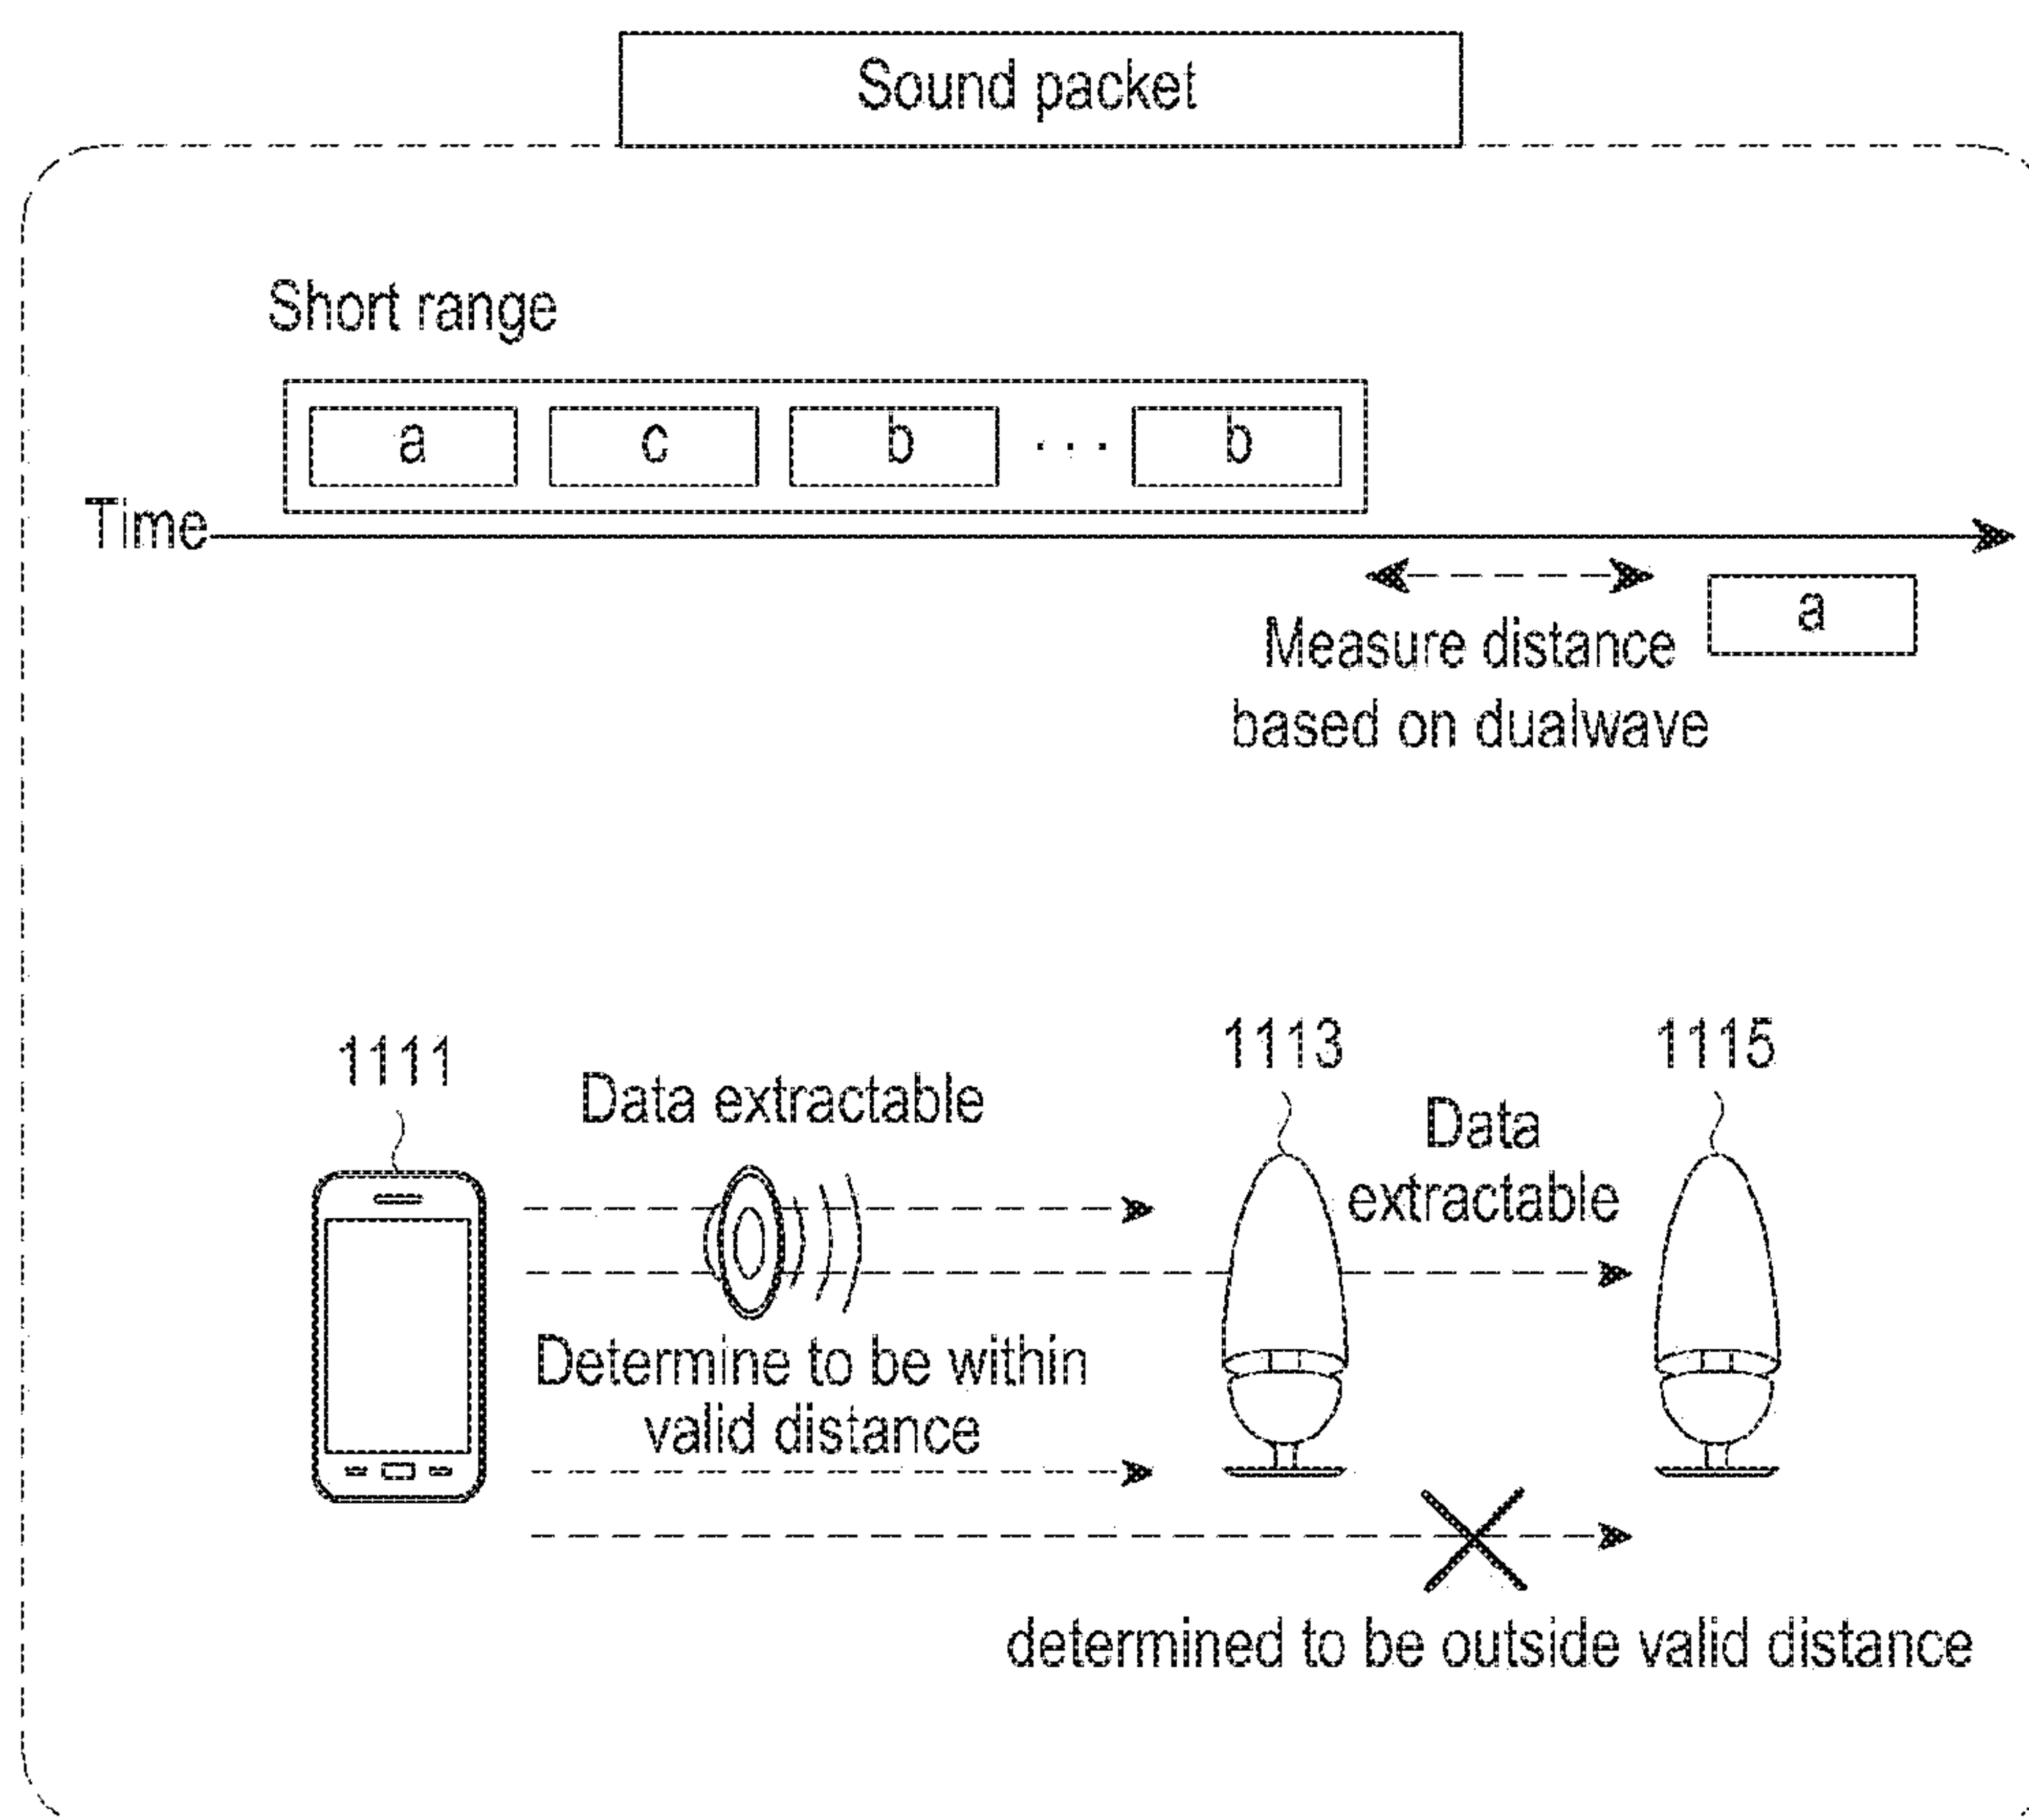 Sound packet
Short range
a c b ... b
Time
a
Measure distance
based on dualwave
1111
1113
1115
Data extractable
Data
extractable
Determine to be within
valid distance
determined to be outside valid distance